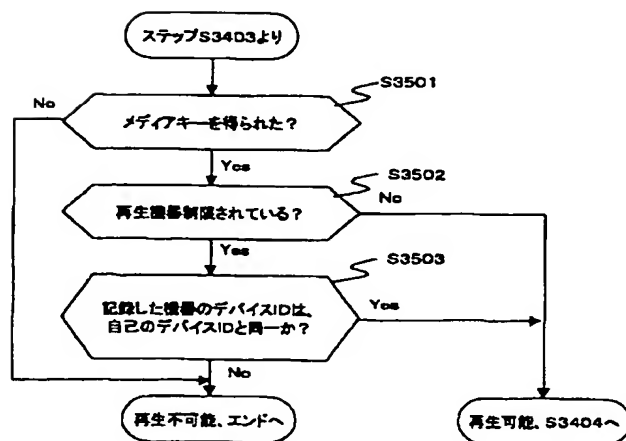 ステップS3403より
S3501
No
メディアキーを得られた?
Yes
S3502
再生機器制限されている?
No
Yes
S3503
記録した機器のデバイスIDは、
自己のデバイスIDと同一か?
Yes
No
再生不可能、エンドへ
再生可能、S3404へ